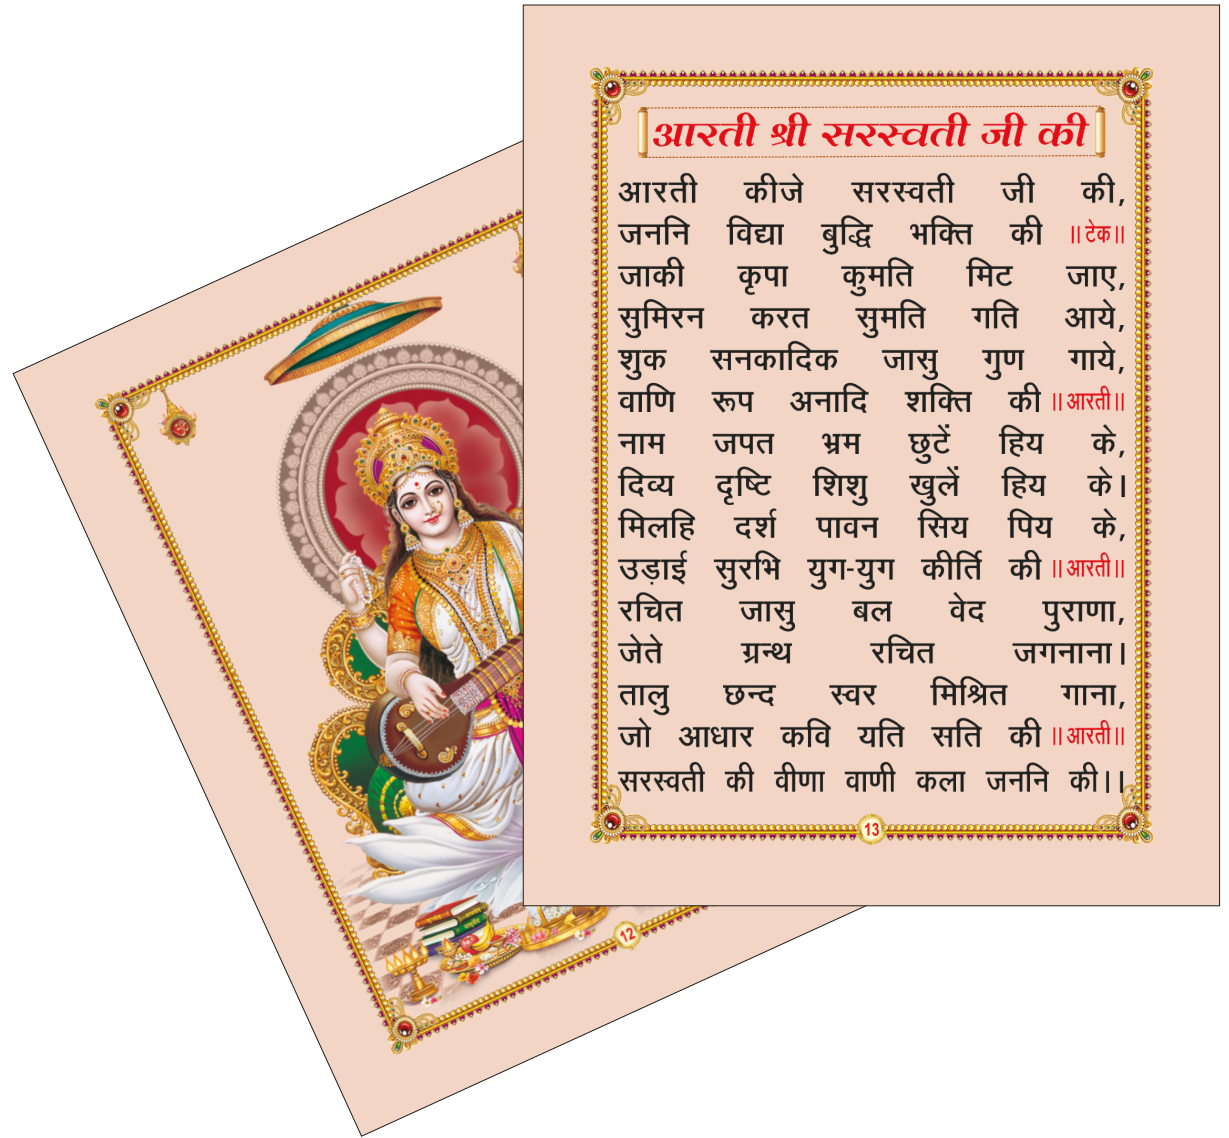 आरती श्री सरस्वती जी की
आरती कीजे सरस्वती जी की,
जननि विद्या बुद्धि भक्ति की ॥टेक॥
जाकी कृपा कुमति मिट जाए,
सुमिरन करत सुमति गति आये,
शुक सनकादिक जासु गुण गाये,
वाणि रूप अनादि शक्ति की ॥आरती॥
नाम जपत भ्रम छुटें हिय के,
दिव्य दृष्टि शिशु खुलें हिय के।
मिलहि दर्श पावन सिय पिय के,
उड़ाई सुरभि युग-युग कीर्ति की ॥आरती॥
रचित जासु बल वेद पुराणा,
जेते ग्रन्थ रचित जगनाना।
तालु छन्द स्वर मिश्रित गाना,
जो आधार कवि यति सति की ॥आरती॥
सरस्वती की वीणा वाणी कला जननि की।।
13
12